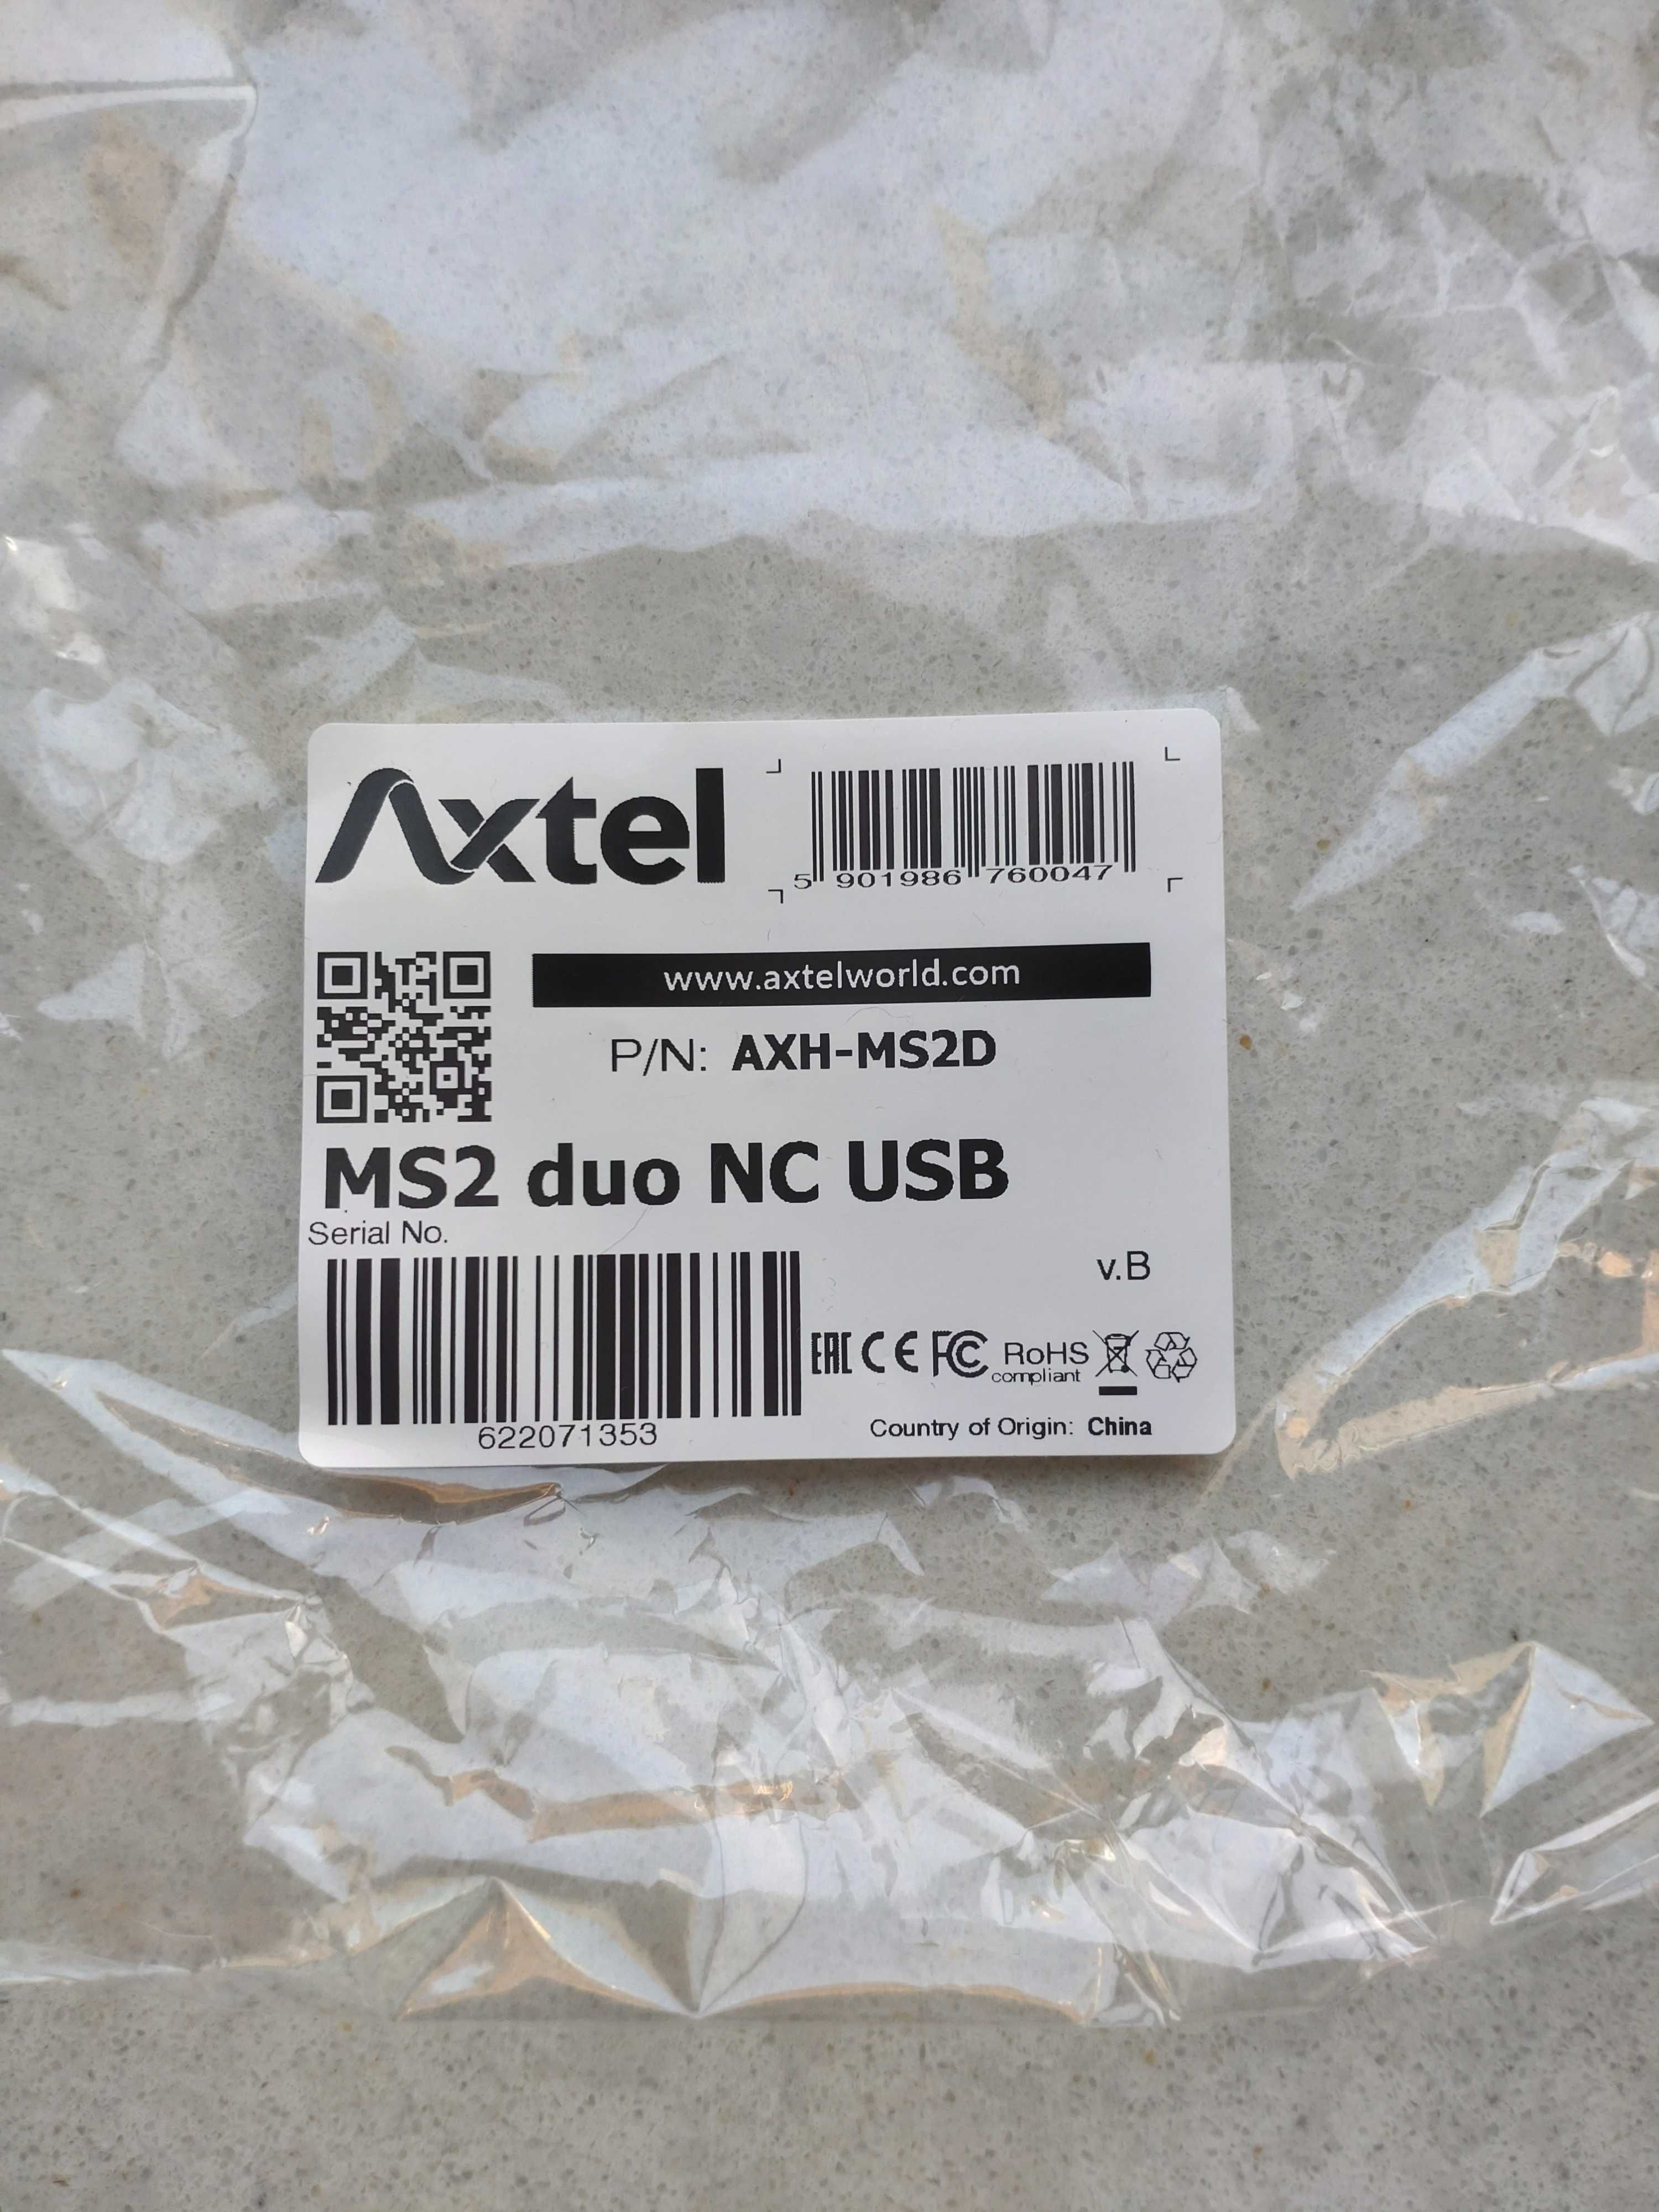 Axtel
5 901986 760047
www.axtelworld.com
P/N: AXH-MS2D
MS2 duo NC USB
Serial No.
v.B
622071353
EAC CE FC RoHS
compliant
Country of Origin: China